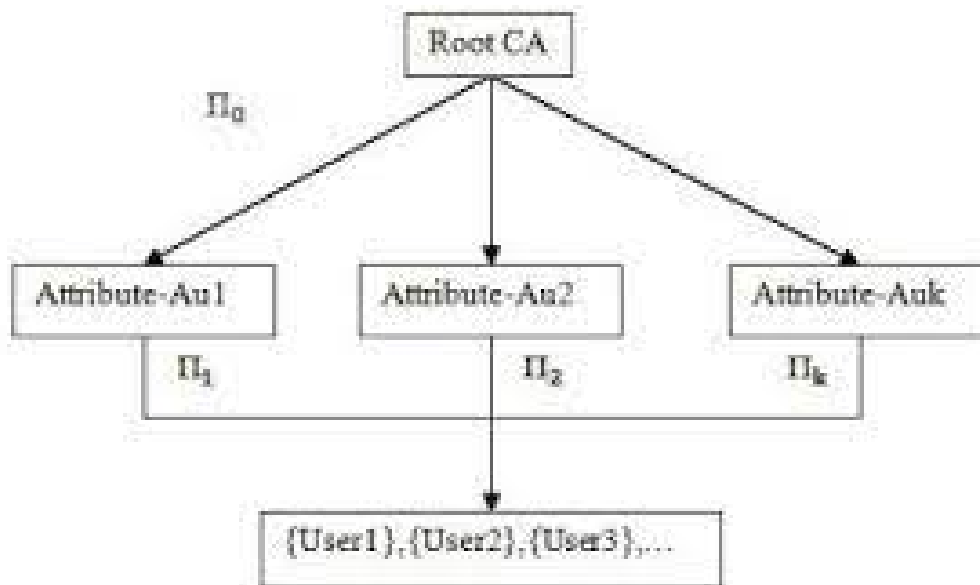 Root CA
Π₀
Attribute-Au1
Attribute-Au2
Attribute-Auk
Π₁
Π₂
Πₖ
{User1},{User2},{User3},...